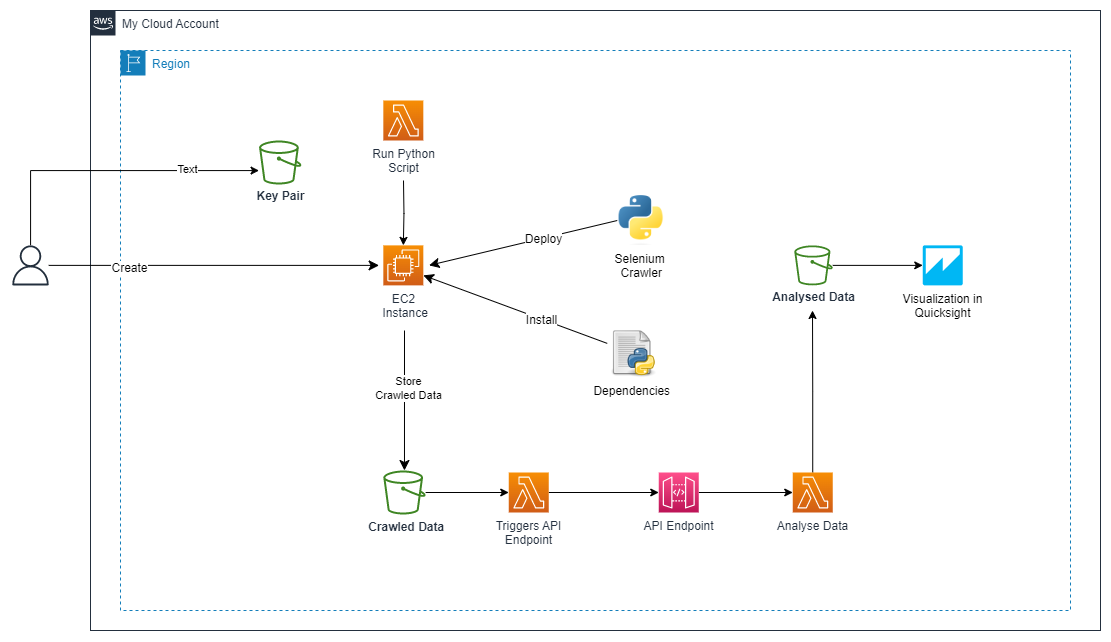 aws
My Cloud Account
Region
Run Python
Script
Text
Key Pair
Deploy
Selenium
Crawler
Create
EC2
Instance
Analysed Data
Visualization in
Quicksight
Install
Dependencies
Store
Crawled Data
Crawled Data
Triggers API
Endpoint
</>
API Endpoint
Analyse Data